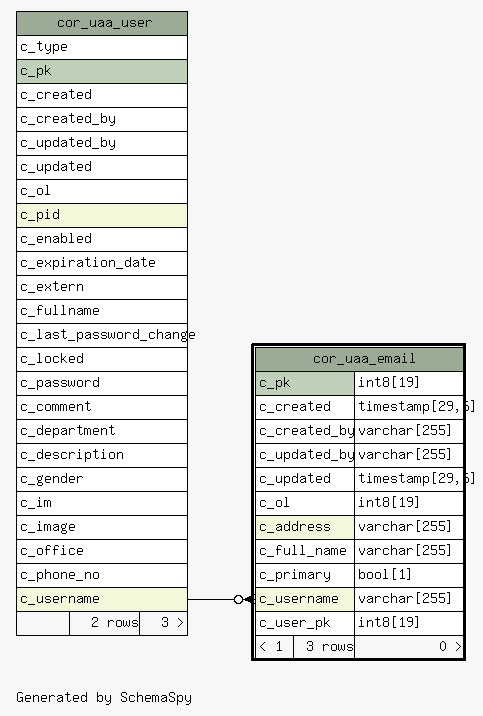 cor_uaa_user
c_type
c_pk
c_created
c_created_by
c_updated_by
c_updated
c_ol
c_pid
c_enabled
c_expiration_date
c_extern
c_fullname
c_last_password_change
c_locked
c_password
c_comment
c_department
c_description
c_gender
c_im
c_image
c_office
c_phone_no
c_username
2 rows 3 >
cor_uaa_email
c_pk int8[19]
c_created timestamp[29,6]
c_created_by varchar[255]
c_updated_by varchar[255]
c_updated timestamp[29,6]
c_ol int8[19]
c_address varchar[255]
c_full_name varchar[255]
c_primary bool[1]
c_username varchar[255]
c_user_pk int8[19]
< 1 3 rows 0 >
Generated by SchemaSpy